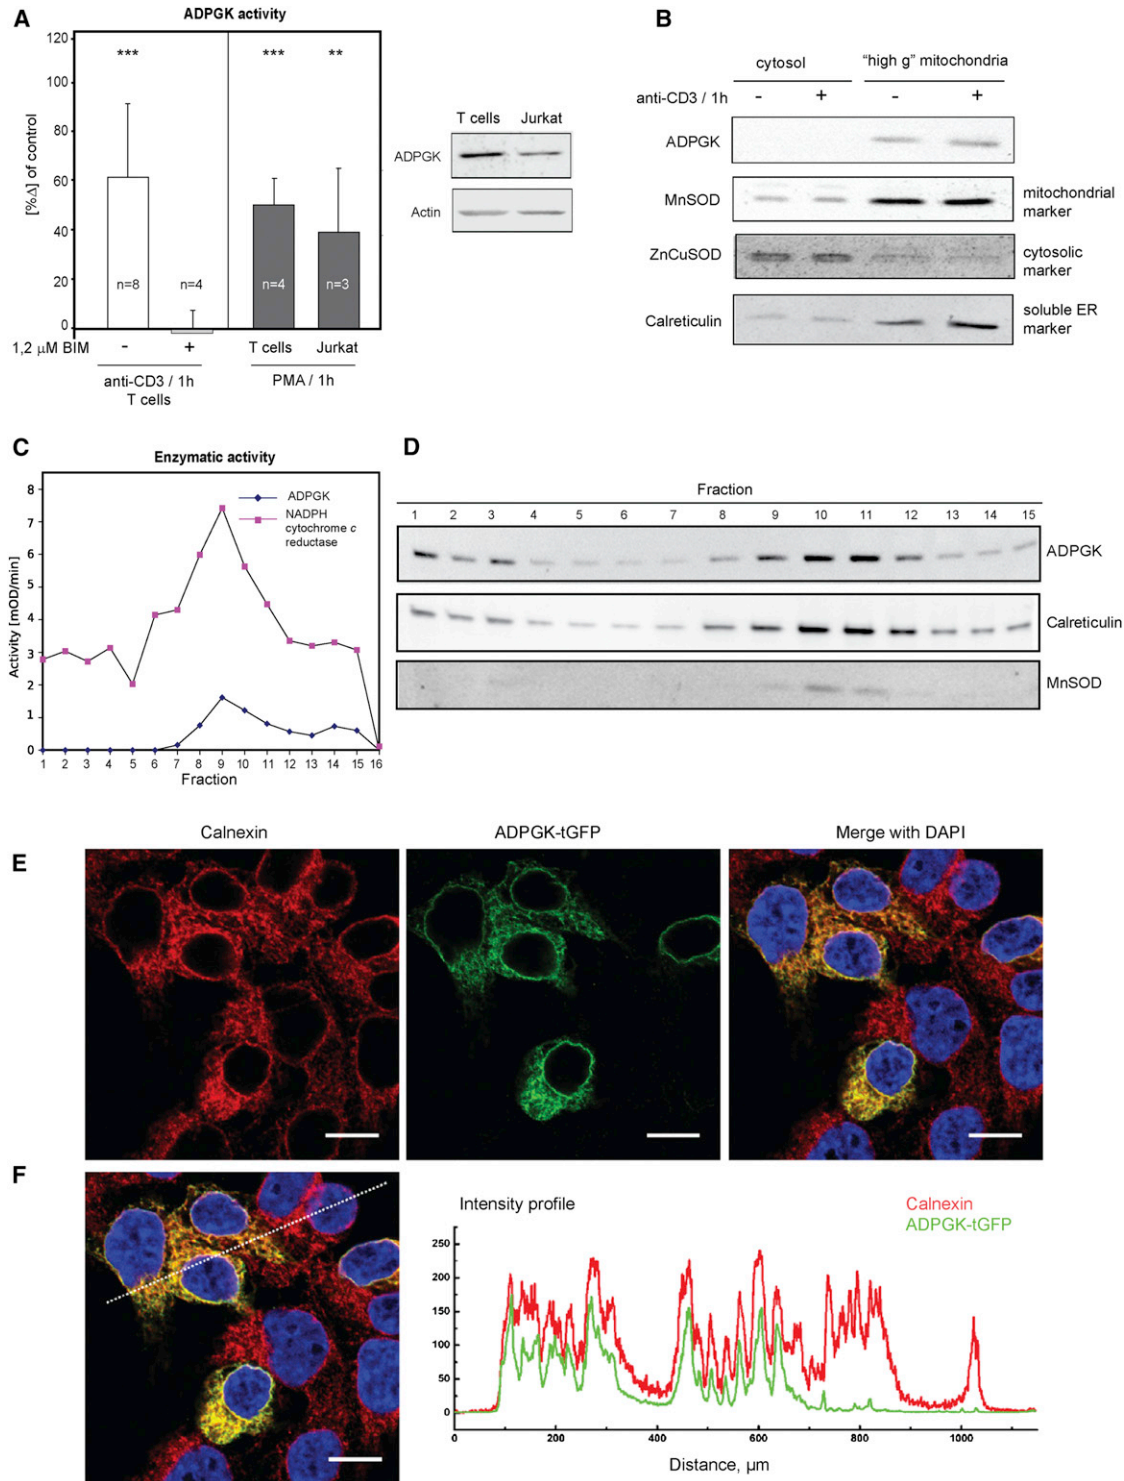 A
ADPGK activity
[%Δ] of control
120
100
80
60
40
20
0
***
***
**
n=8
n=4
n=4
n=3
1,2 μM BIM
-
+
T cells
Jurkat
anti-CD3 / 1h
T cells
PMA / 1h
T cells
Jurkat
ADPGK
Actin
B
cytosol
“high g” mitochondria
anti-CD3 / 1h
-
+
-
+
ADPGK
MnSOD
mitochondrial
marker
ZnCuSOD
cytosolic
marker
Calreticulin
soluble ER
marker
C
Enzymatic activity
Activity [mOD/min]
8
7
6
5
4
3
2
1
0
ADPGK
NADPH
cytochrome c
reductase
1 2 3 4 5 6 7 8 9 10 11 12 13 14 15 16
Fraction
D
Fraction
1 2 3 4 5 6 7 8 9 10 11 12 13 14 15
ADPGK
Calreticulin
MnSOD
E
Calnexin
ADPGK-tGFP
Merge with DAPI
F
Intensity profile
Calnexin
ADPGK-tGFP
250
200
150
100
50
0
0 200 400 600 800 1000
Distance, μm